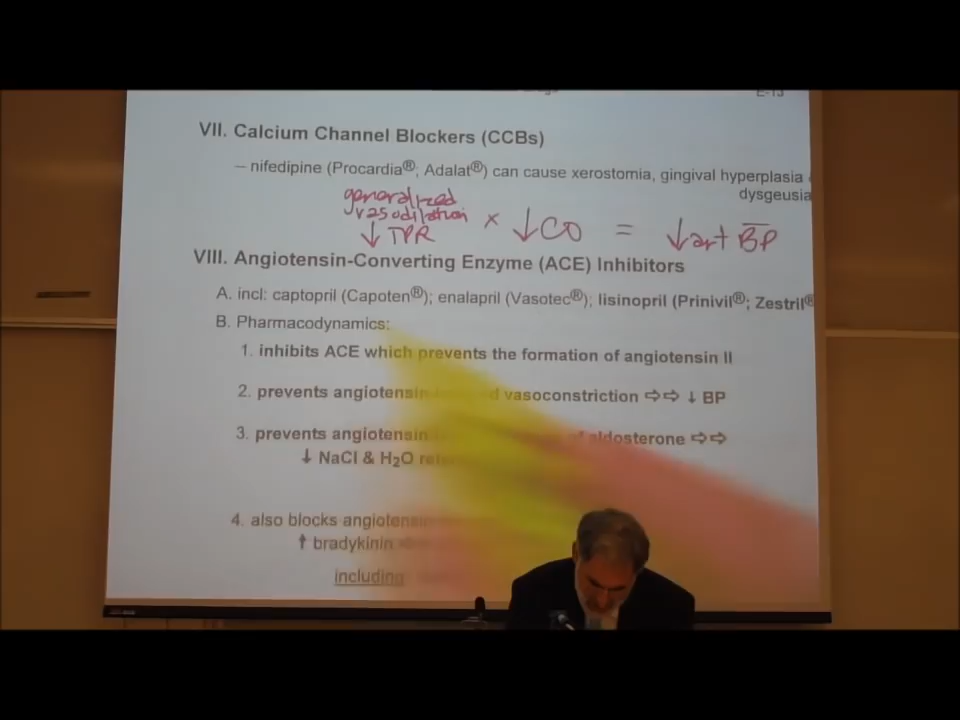 E-13
VII. Calcium Channel Blockers (CCBs)
– nifedipine (Procardia®, Adalat®) can cause xerostomia, gingival hyperplasia
dysgeusia
generalized
vasodilation × ↓CO = ↓art BP
↓ TPR
VIII. Angiotensin-Converting Enzyme (ACE) Inhibitors
A. incl: captopril (Capoten®); enalapril (Vasotec®); lisinopril (Prinivil®; Zestril®
B. Pharmacodynamics:
1. inhibits ACE which prevents the formation of angiotensin II
2. prevents angiotensin vasoconstriction ⇨⇨ ↓ BP
3. prevents angiotensin of aldosterone ⇨⇨
↓ NaCl & H₂O
4. also blocks angiotensin
↑ bradykinin
including